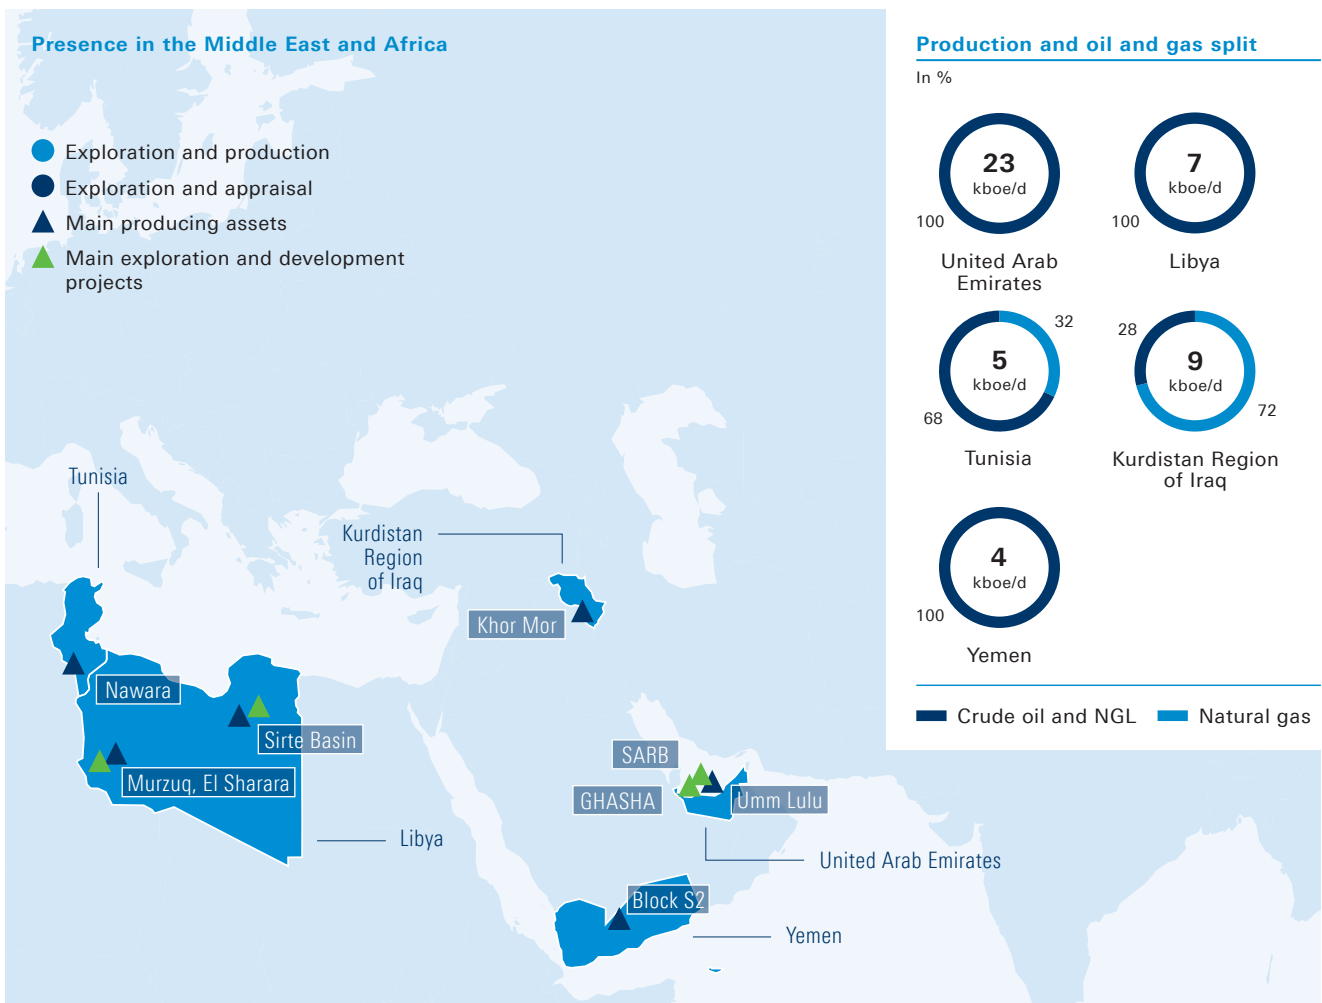 Presence in the Middle East and Africa
Exploration and production
Exploration and appraisal
Main producing assets
Main exploration and development
projects
Tunisia
Kurdistan
Region
of Iraq
Khor Mor
Nawara
Sirte Basin
Murzuq, El Sharara
Libya
SARB
GHASHA
Umm Lulu
United Arab Emirates
Block S2
Yemen
Production and oil and gas split
In %
23
kboe/d
100
United Arab
Emirates
7
kboe/d
100
Libya
32
5
kboe/d
68
Tunisia
28
9
kboe/d
72
Kurdistan Region
of Iraq
4
kboe/d
100
Yemen
Crude oil and NGL
Natural gas